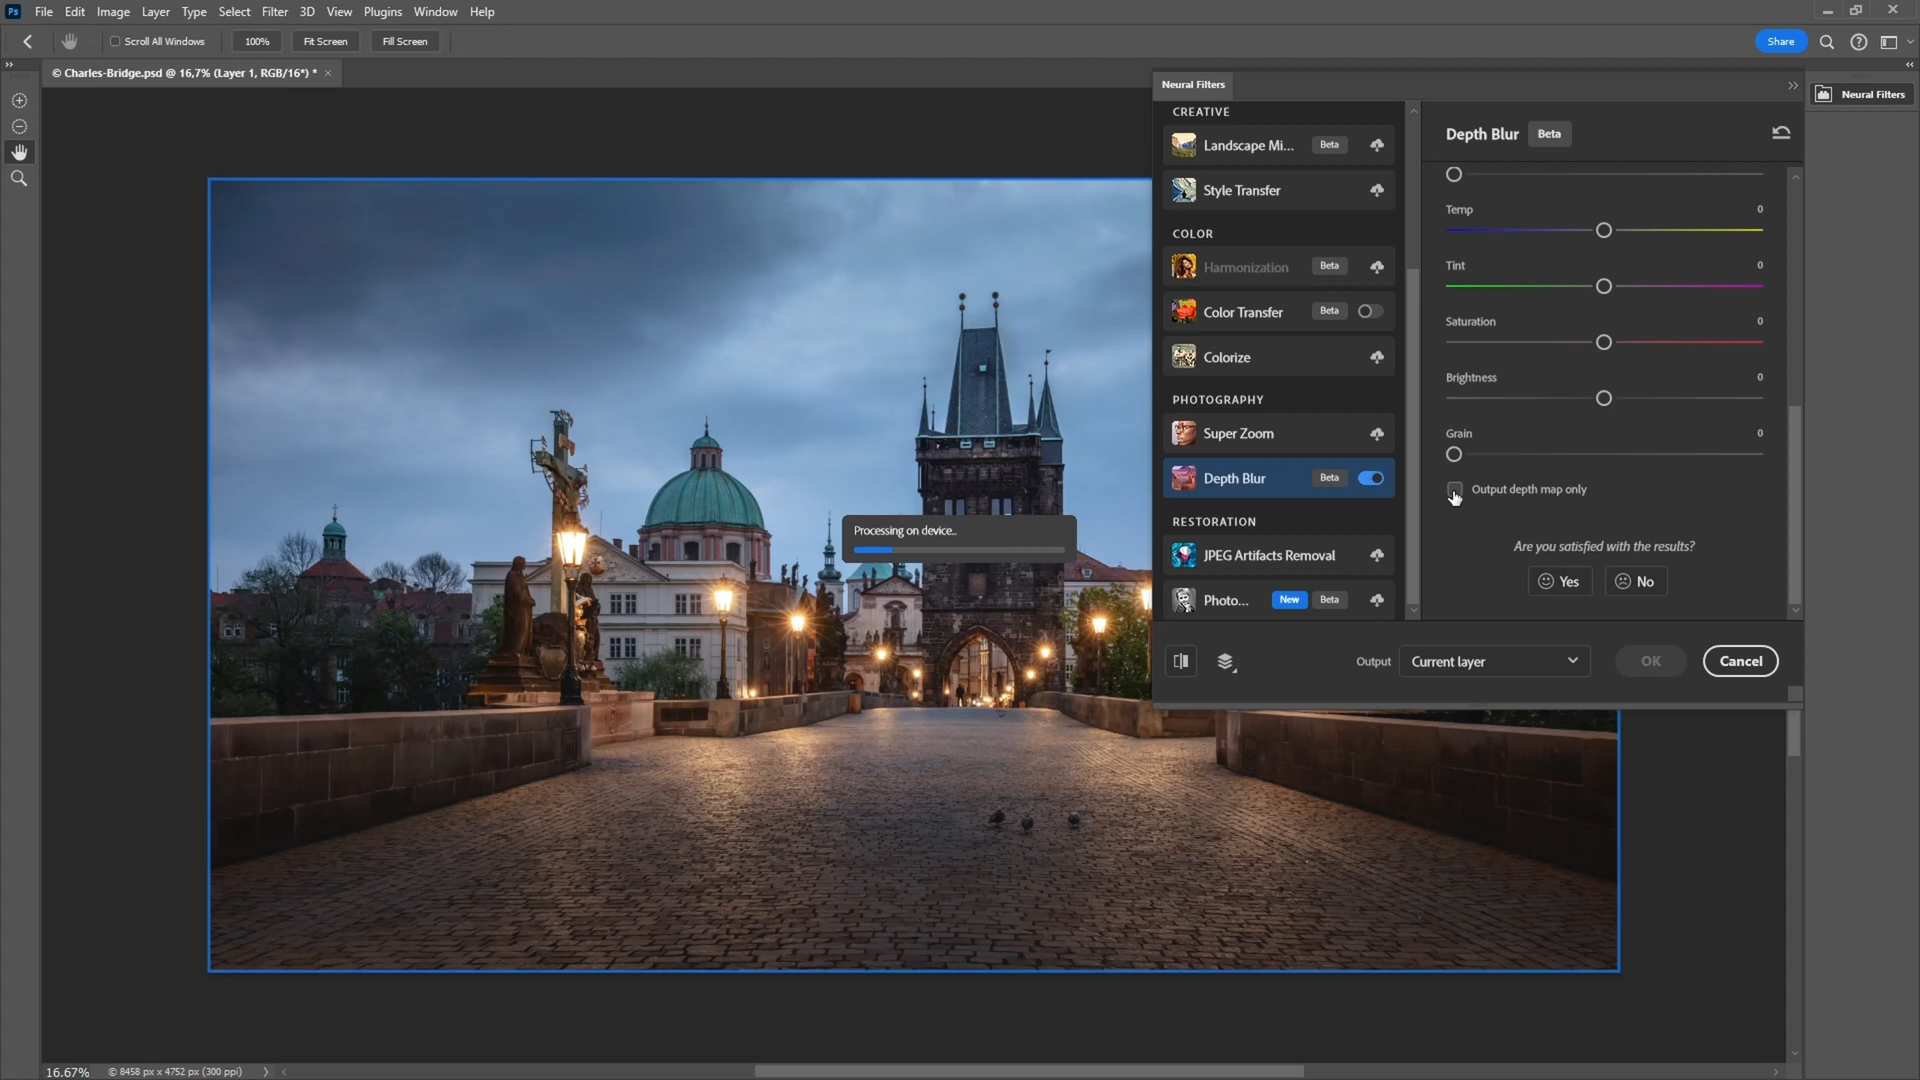 Ps File Edit Image Layer Type Select Filter 3D View Plugins Window Help
Scroll All Windows 100% Fit Screen Fill Screen Share
© Charles-Bridge.psd @ 16,7% (Layer 1, RGB/16*) * ×
Neural Filters
Neural Filters
CREATIVE
Landscape Mi... Beta
Style Transfer
COLOR
Harmonization Beta
Color Transfer Beta
Colorize
PHOTOGRAPHY
Super Zoom
Depth Blur Beta
RESTORATION
JPEG Artifacts Removal
Photo... New Beta
Depth Blur Beta
Temp 0
Tint 0
Saturation 0
Brightness 0
Grain 0
Output depth map only
Are you satisfied with the results?
Yes No
Output Current layer OK Cancel
Processing on device...
16.67% © 8458 px x 4752 px (300 ppi)